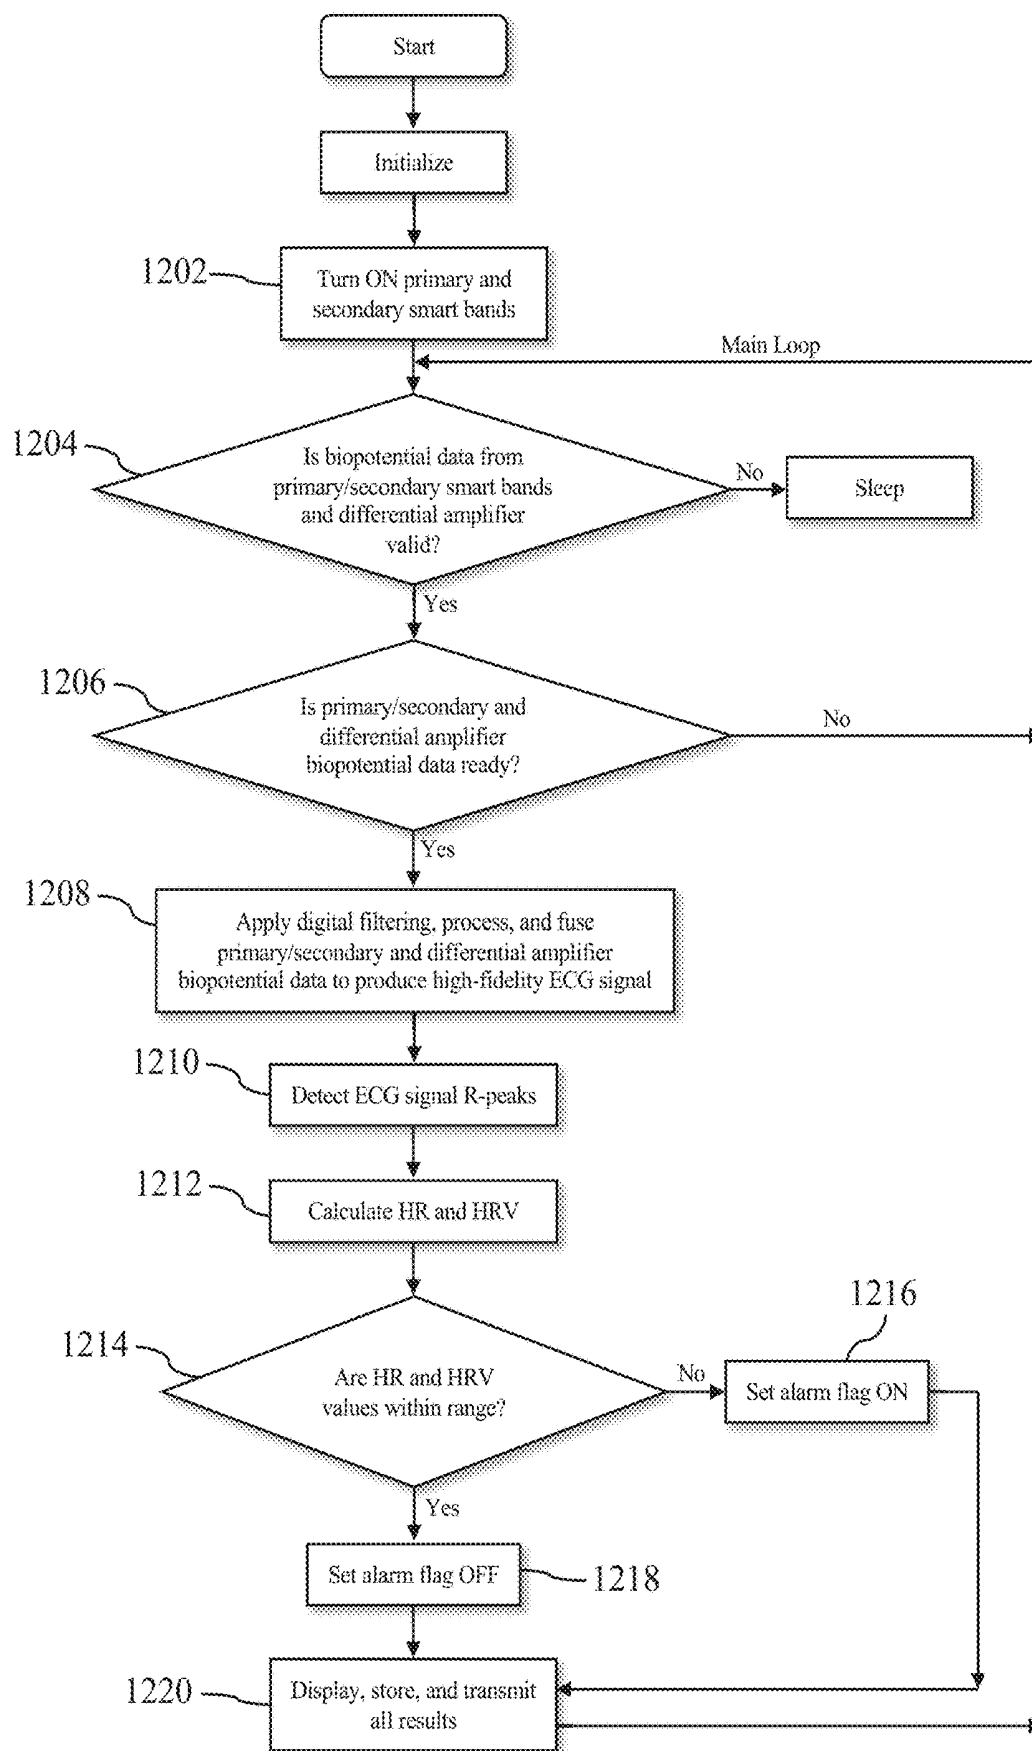 Start
Initialize
1202
Turn ON primary and
secondary smart bands
Main Loop
1204
Is biopotential data from
primary/secondary smart bands
and differential amplifier
valid?
No
Sleep
Yes
1206
Is primary/secondary and
differential amplifier
biopotential data ready?
No
Yes
1208
Apply digital filtering, process, and fuse
primary/secondary and differential amplifier
biopotential data to produce high-fidelity ECG signal
1210
Detect ECG signal R-peaks
1212
Calculate HR and HRV
1214
Are HR and HRV
values within range?
No
1216
Set alarm flag ON
Yes
Set alarm flag OFF
1218
1220
Display, store, and transmit
all results